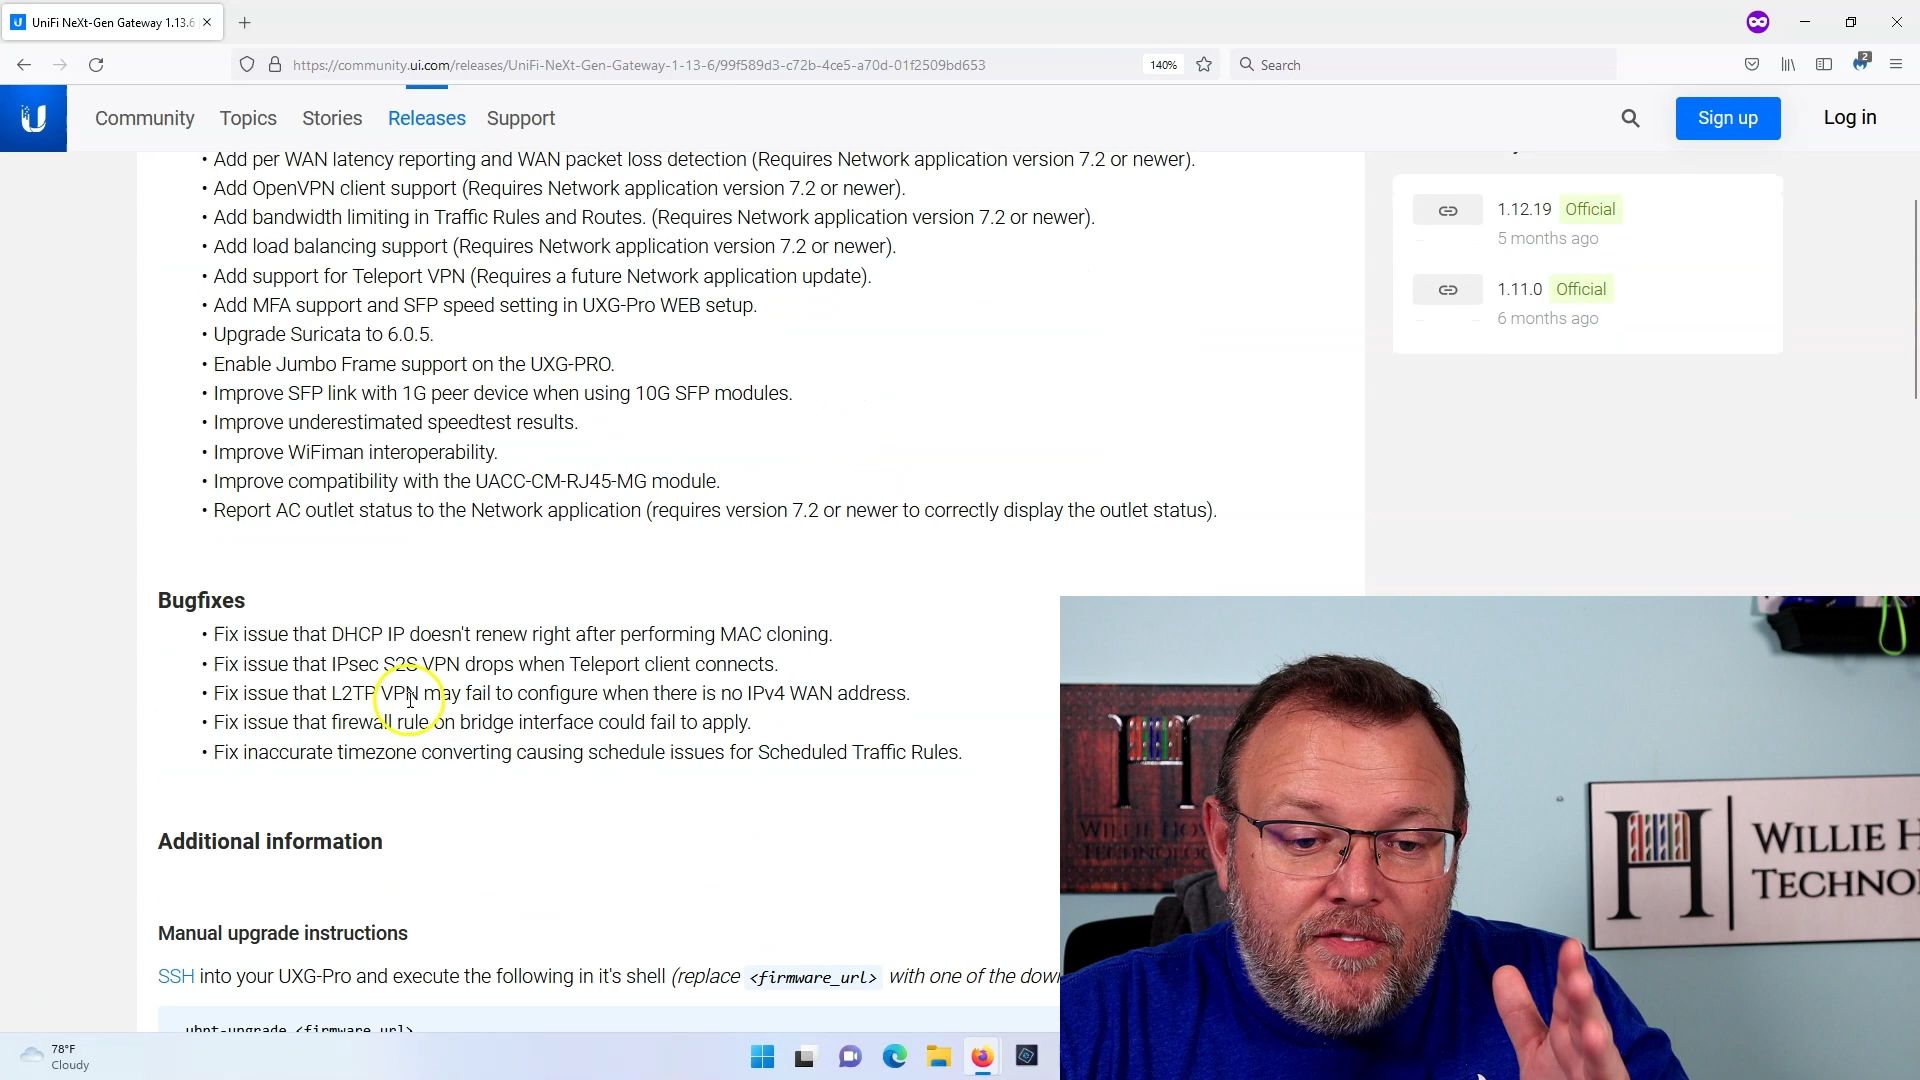 UniFi NeXt-Gen Gateway 1.13.6
https://community.ui.com/releases/UniFi-NeXt-Gen-Gateway-1-13-6/99f589d3-c72b-4ce5-a70d-01f2509bd653
140%
Search
2
Community Topics Stories Releases Support
Sign up
Log in
• Add per WAN latency reporting and WAN packet loss detection (Requires Network application version 7.2 or newer).
• Add OpenVPN client support (Requires Network application version 7.2 or newer).
• Add bandwidth limiting in Traffic Rules and Routes. (Requires Network application version 7.2 or newer).
• Add load balancing support (Requires Network application version 7.2 or newer).
• Add support for Teleport VPN (Requires a future Network application update).
• Add MFA support and SFP speed setting in UXG-Pro WEB setup.
• Upgrade Suricata to 6.0.5.
• Enable Jumbo Frame support on the UXG-PRO.
• Improve SFP link with 1G peer device when using 10G SFP modules.
• Improve underestimated speedtest results.
• Improve WiFiman interoperability.
• Improve compatibility with the UACC-CM-RJ45-MG module.
• Report AC outlet status to the Network application (requires version 7.2 or newer to correctly display the outlet status).
1.12.19 Official
5 months ago
1.11.0 Official
6 months ago
Bugfixes
• Fix issue that DHCP IP doesn't renew right after performing MAC cloning.
• Fix issue that IPsec S2S VPN drops when Teleport client connects.
• Fix issue that L2TP VPN may fail to configure when there is no IPv4 WAN address.
• Fix issue that firewall rule on bridge interface could fail to apply.
• Fix inaccurate timezone converting causing schedule issues for Scheduled Traffic Rules.
Additional information
Manual upgrade instructions
SSH into your UXG-Pro and execute the following in it's shell (replace <firmware_url> with one of the dow
ubnt-upgrade <firmware_url>
WILLIE HO
TECHNOLOG
H
WILLIE H
TECHNO
78°F
Cloudy